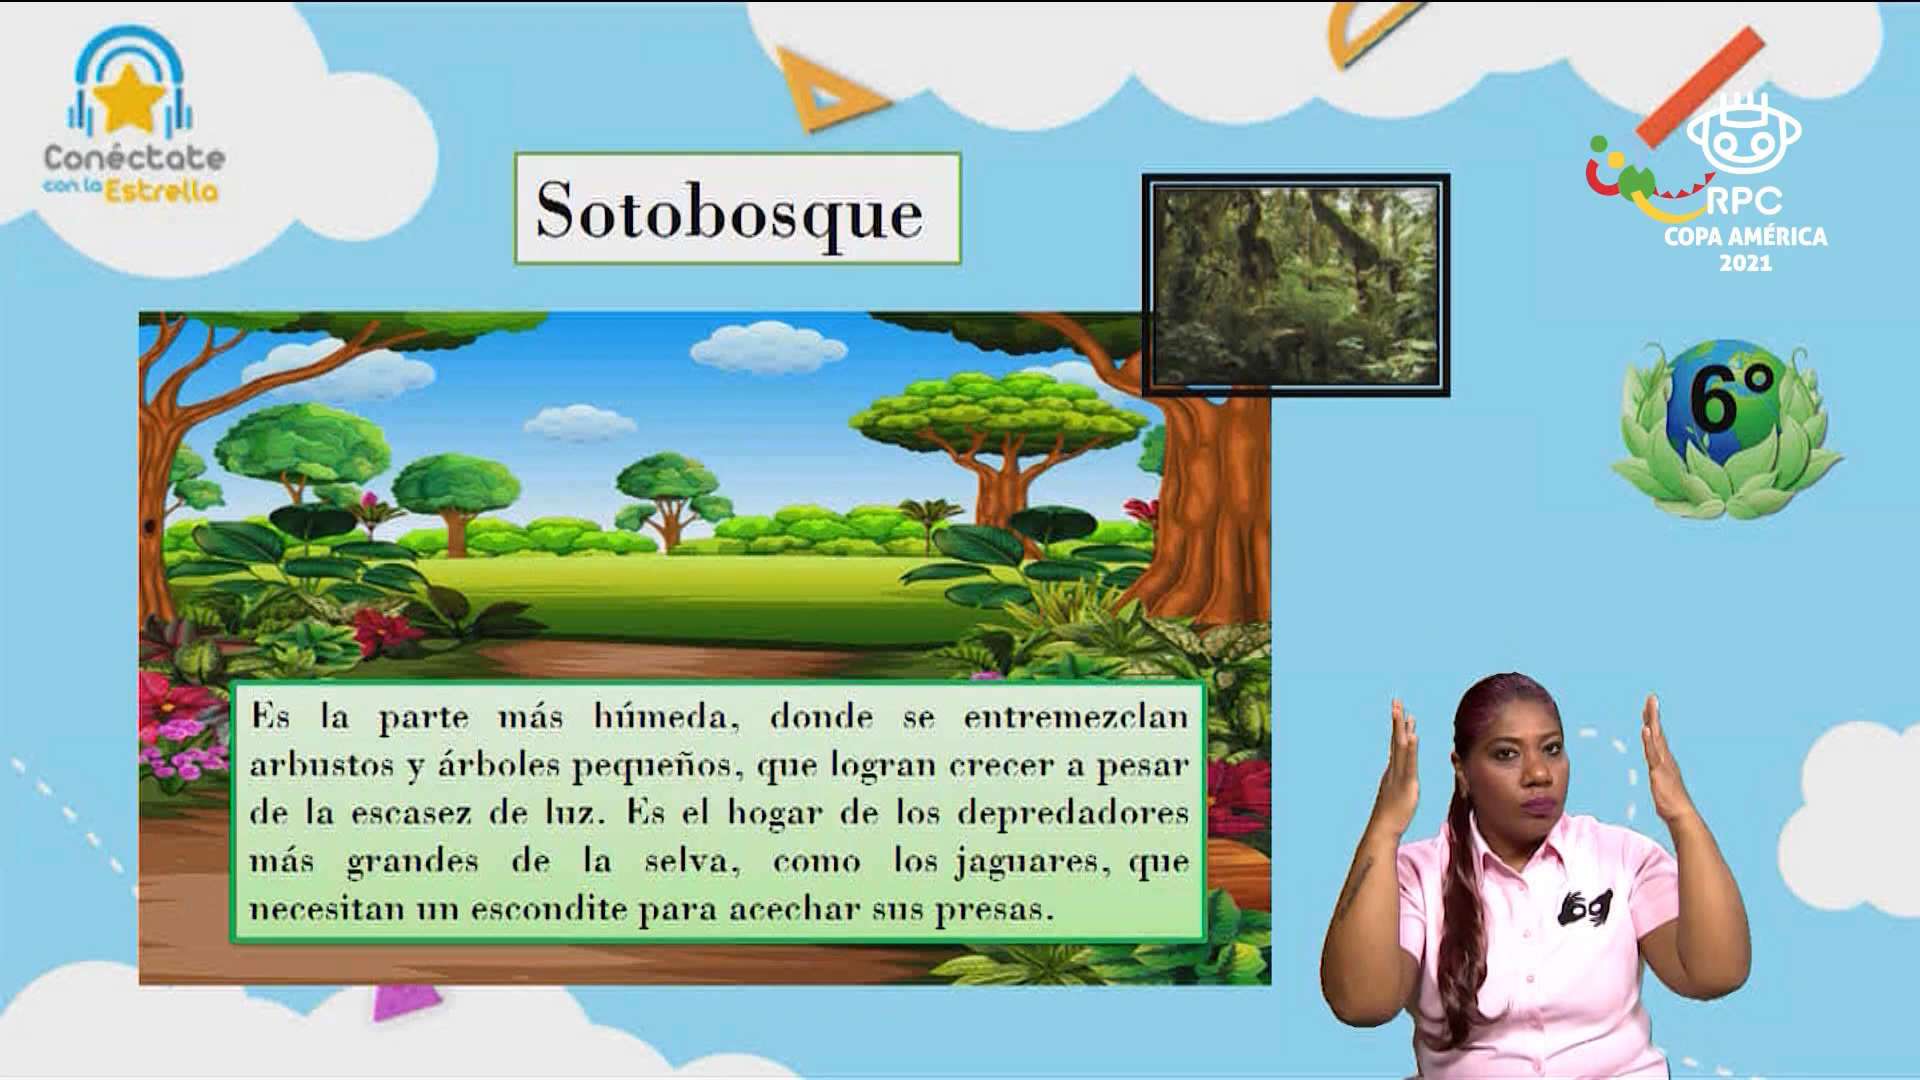 Conéctate
con la Estrella
Sotobosque
RPC
COPA AMÉRICA
2021
6°
Es la parte más húmeda, donde se entremezclan
arbustos y árboles pequeños, que logran crecer a pesar
de la escasez de luz. Es el hogar de los depredadores
más grandes de la selva, como los jaguares, que
necesitan un escondite para acechar sus presas.